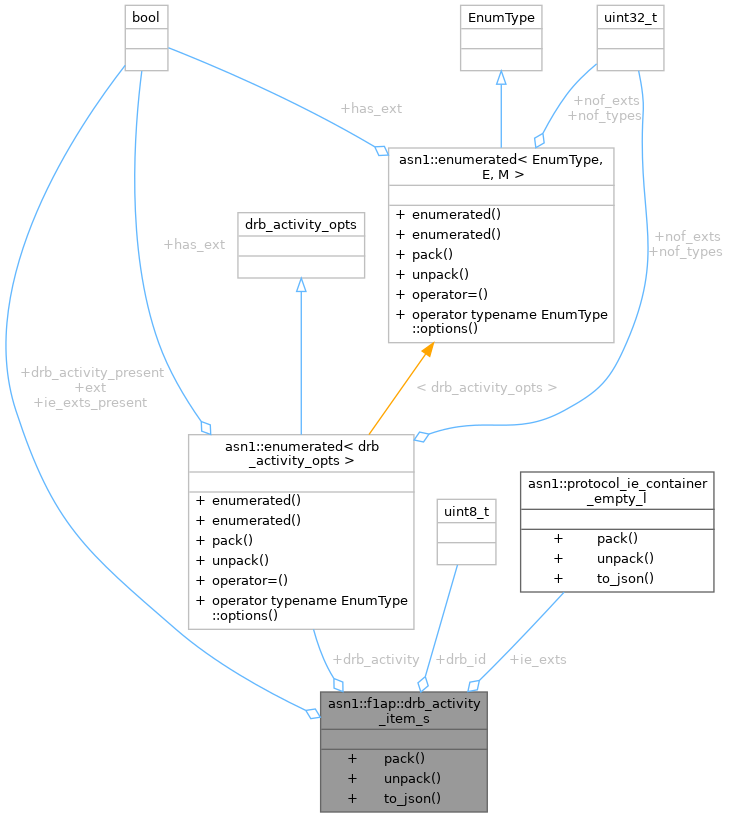 bool
EnumType
uint32_t
+has_ext
+nof_exts
+nof_types
asn1::enumerated< EnumType,
E, M >
+ enumerated()
+ enumerated()
+ pack()
+ unpack()
+ operator=()
+ operator typename EnumType
::options()
drb_activity_opts
+has_ext
+nof_exts
+nof_types
+drb_activity_present
+ext
+ie_exts_present
< drb_activity_opts >
asn1::enumerated< drb
_activity_opts >
+ enumerated()
+ enumerated()
+ pack()
+ unpack()
+ operator=()
+ operator typename EnumType
::options()
uint8_t
asn1::protocol_ie_container
_empty_l
+ pack()
+ unpack()
+ to_json()
+drb_activity
+drb_id
+ie_exts
asn1::f1ap::drb_activity
_item_s
+ pack()
+ unpack()
+ to_json()